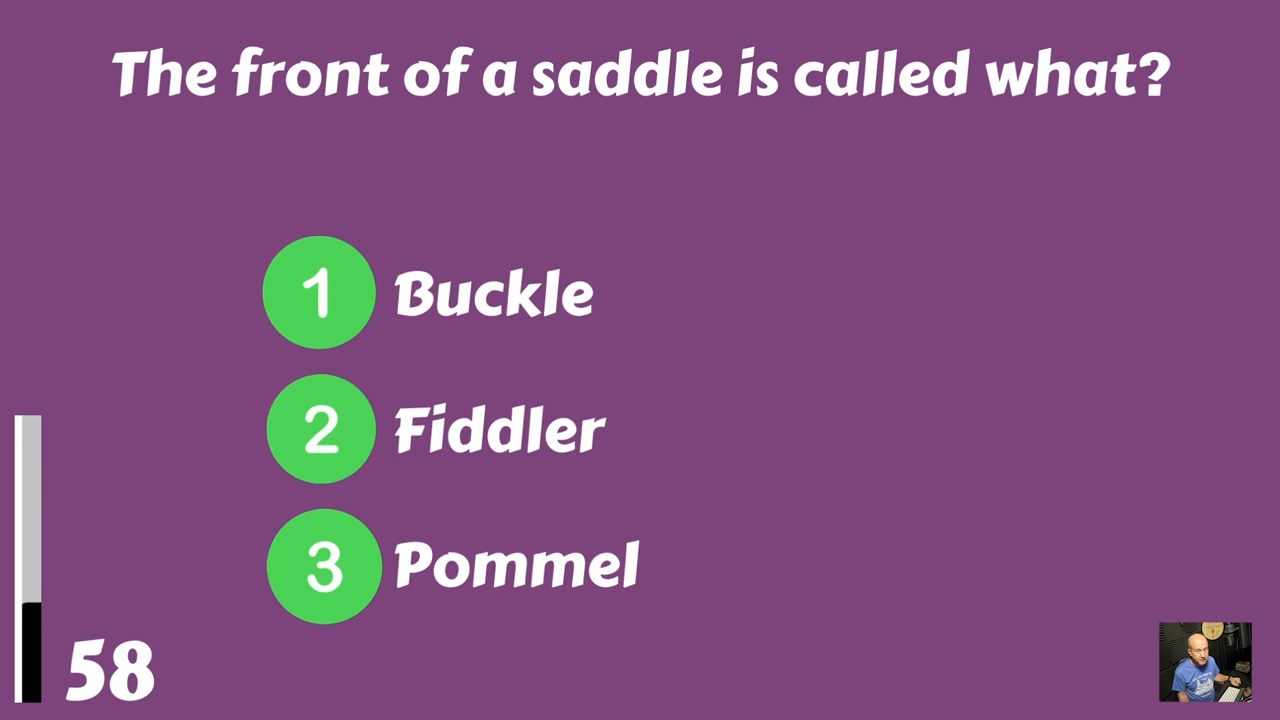 The front of a saddle is called what?
1 Buckle
2 Fiddler
3 Pommel
58